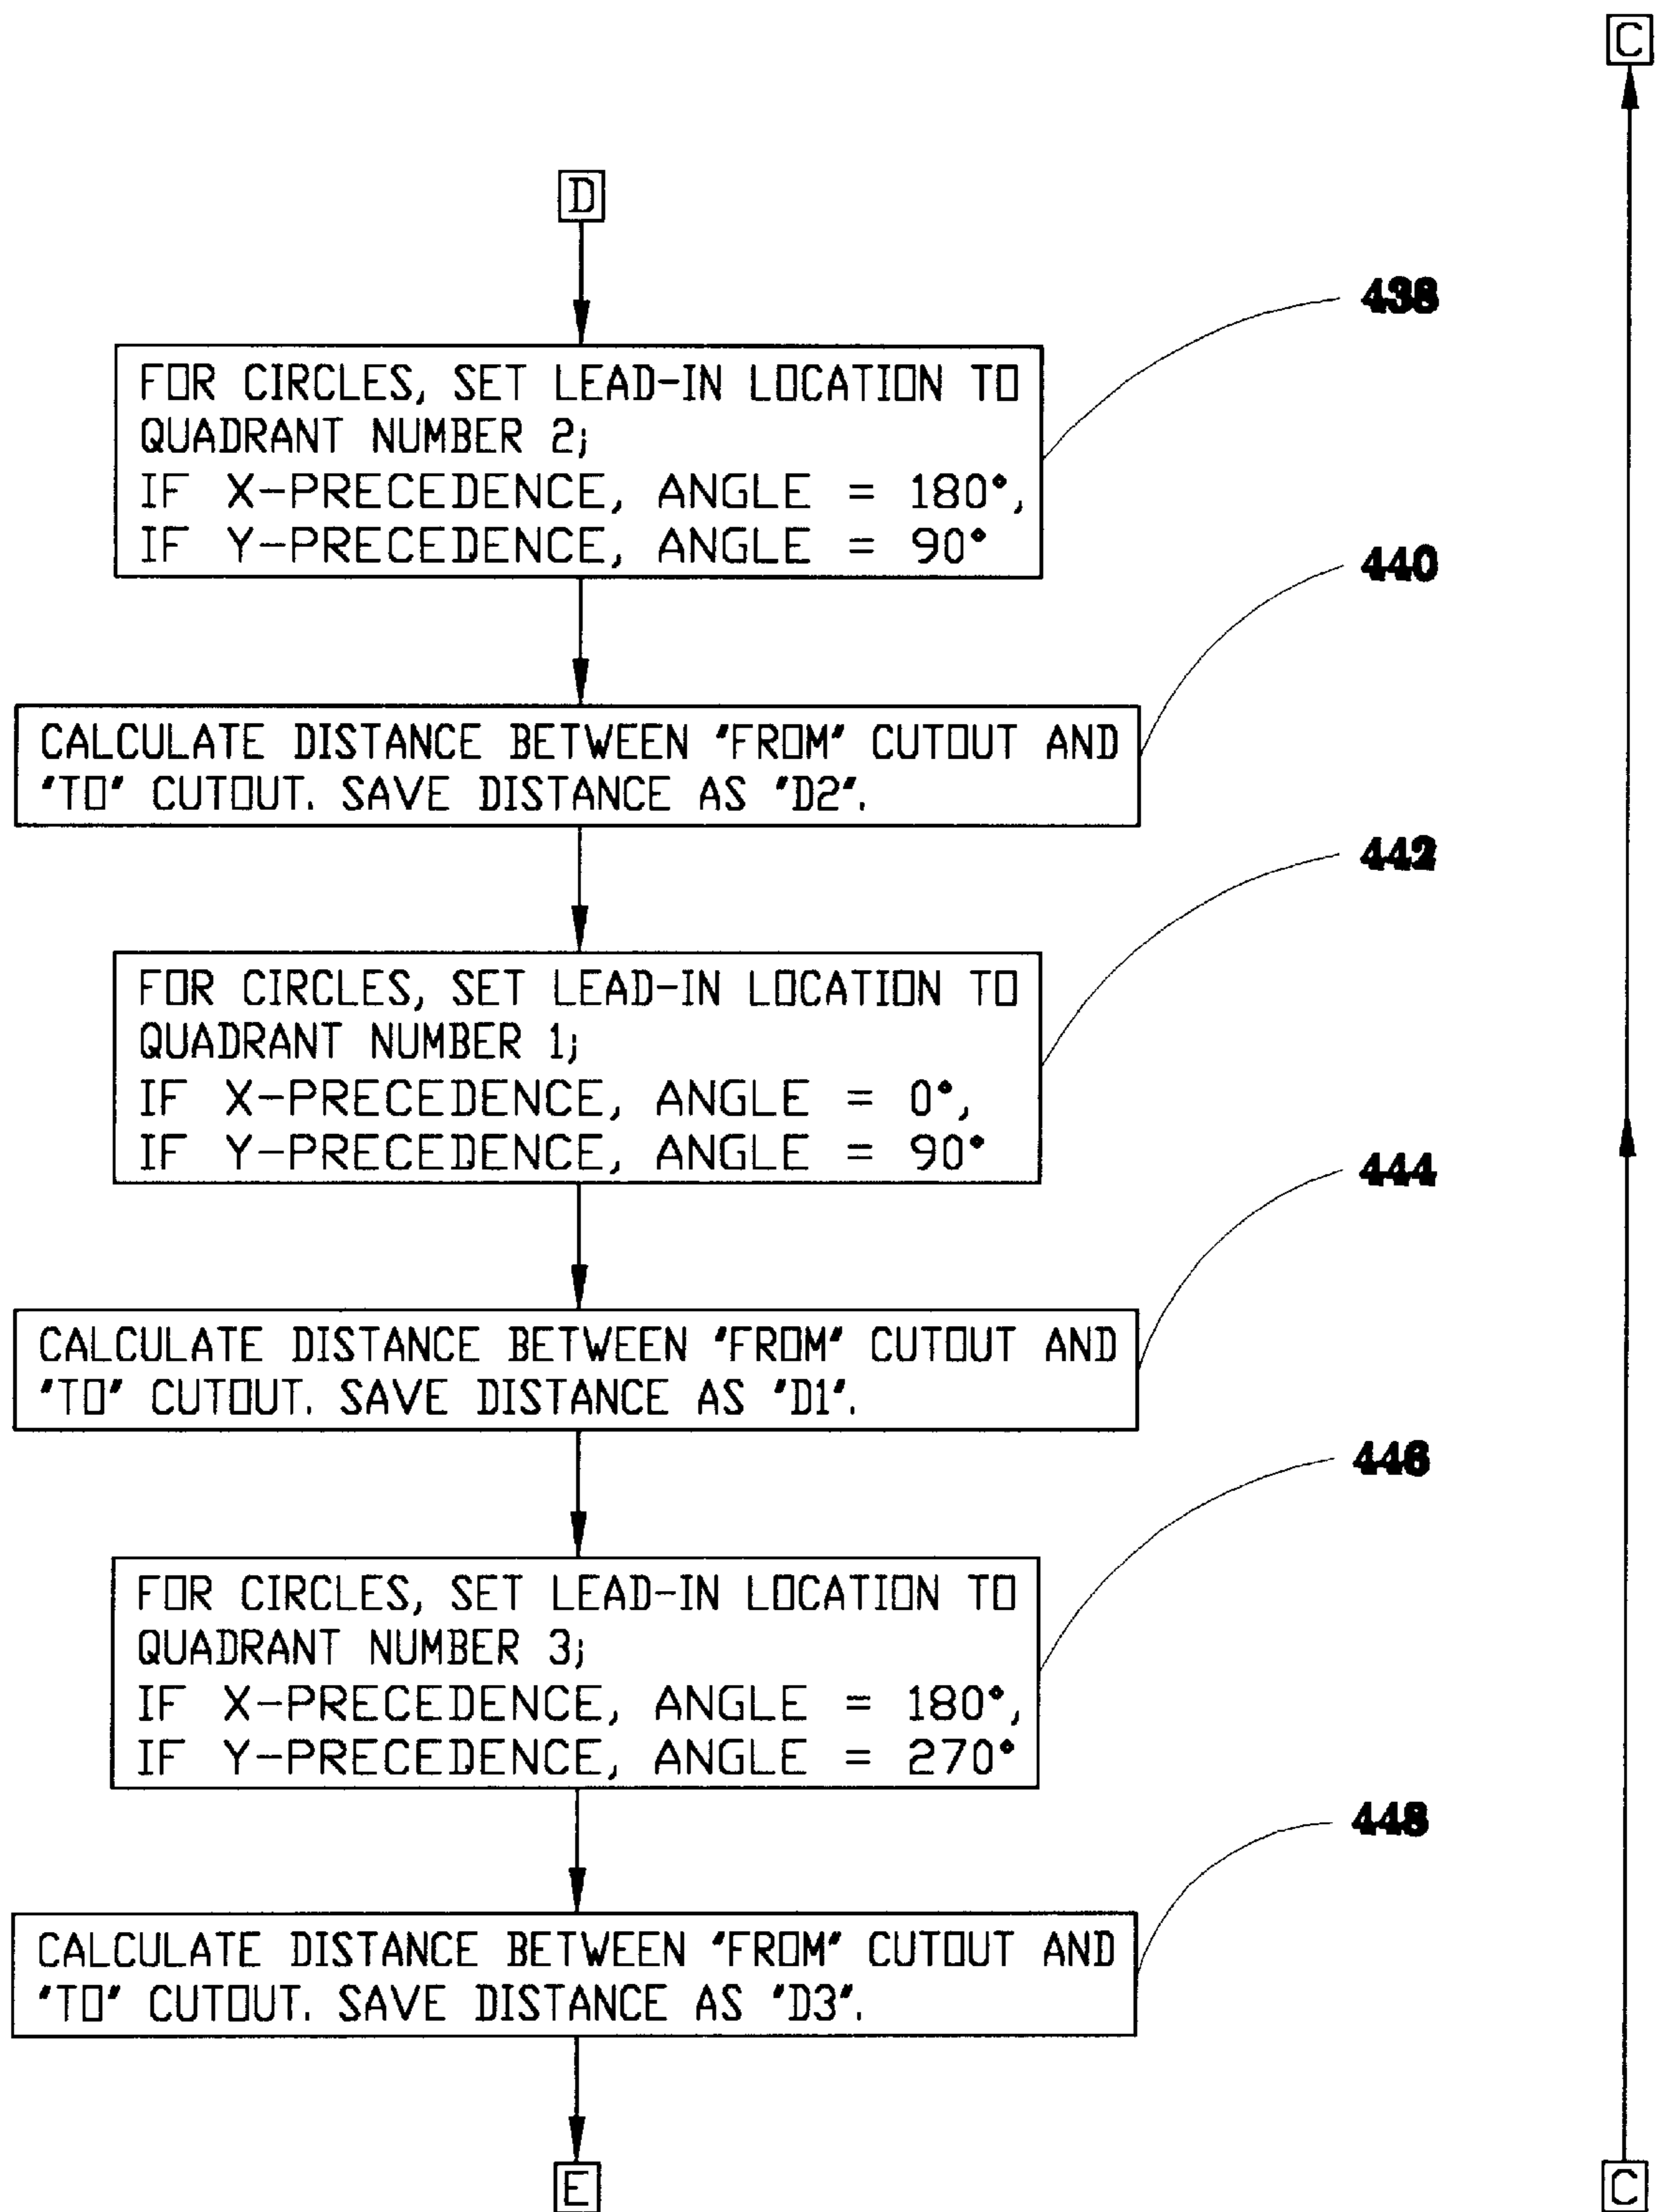 C
D
438
FOR CIRCLES, SET LEAD-IN LOCATION TO
QUADRANT NUMBER 2;
IF X-PRECEDENCE, ANGLE = 180°,
IF Y-PRECEDENCE, ANGLE = 90°
440
CALCULATE DISTANCE BETWEEN "FROM" CUTOUT AND
"TO" CUTOUT. SAVE DISTANCE AS "D2".
442
FOR CIRCLES, SET LEAD-IN LOCATION TO
QUADRANT NUMBER 1;
IF X-PRECEDENCE, ANGLE = 0°,
IF Y-PRECEDENCE, ANGLE = 90°
444
CALCULATE DISTANCE BETWEEN "FROM" CUTOUT AND
"TO" CUTOUT. SAVE DISTANCE AS "D1".
446
FOR CIRCLES, SET LEAD-IN LOCATION TO
QUADRANT NUMBER 3;
IF X-PRECEDENCE, ANGLE = 180°,
IF Y-PRECEDENCE, ANGLE = 270°
448
CALCULATE DISTANCE BETWEEN "FROM" CUTOUT AND
"TO" CUTOUT. SAVE DISTANCE AS "D3".
E
C